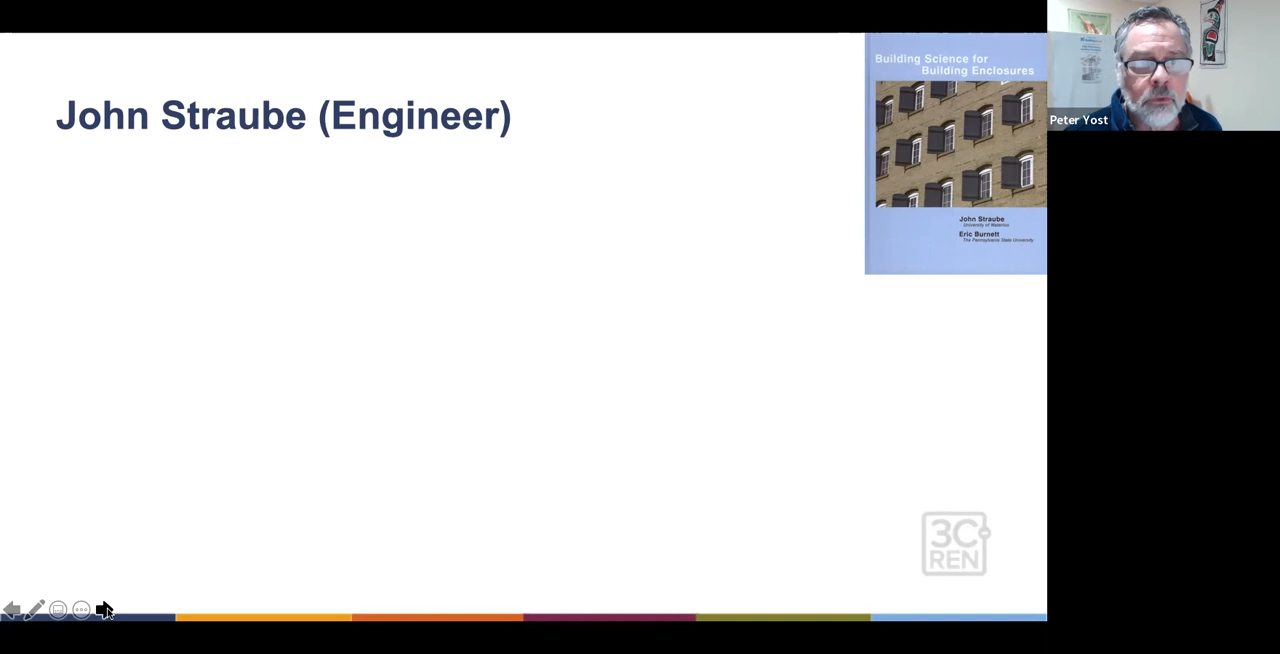 John Straube (Engineer)
Building Science for
Building Enclosures
John Straube
University of Waterloo
Eric Burnett
The Pennsylvania State University
Peter Yost
3C
REN